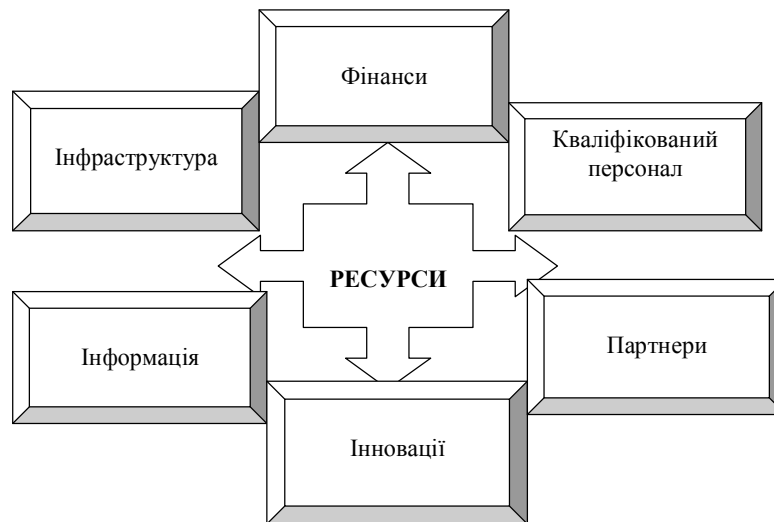 Фінанси
Інфраструктура
Кваліфікований
персонал
РЕСУРСИ
Інформація
Партнери
Інновації